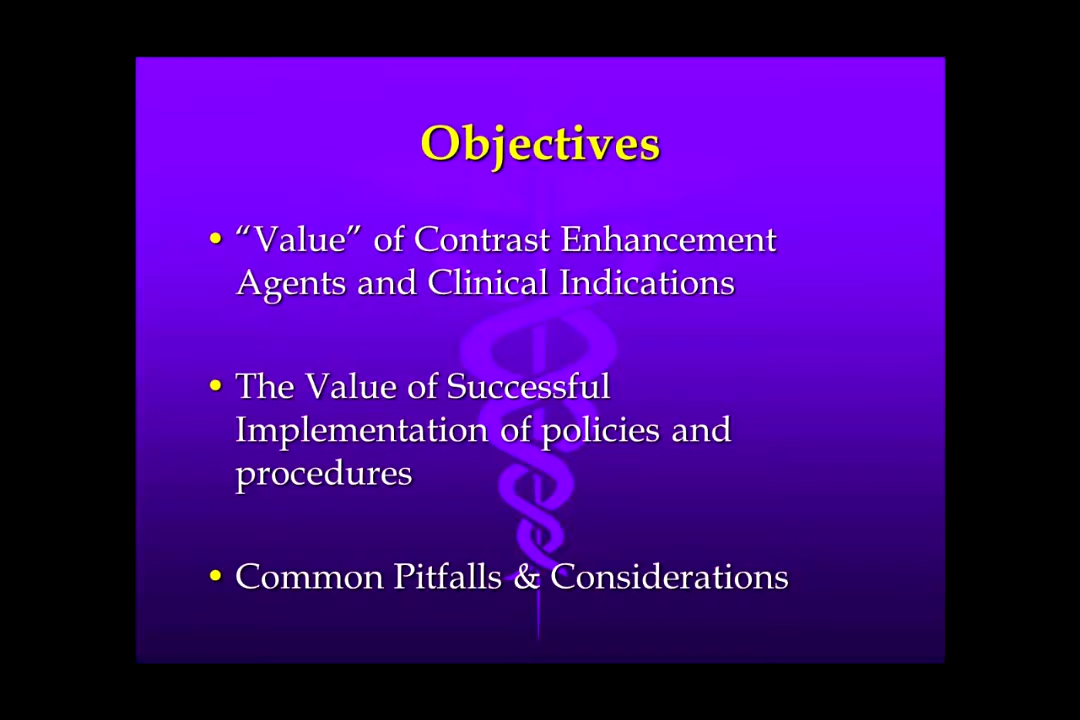 Objectives
• “Value” of Contrast Enhancement
Agents and Clinical Indications
• The Value of Successful
Implementation of policies and
procedures
• Common Pitfalls & Considerations